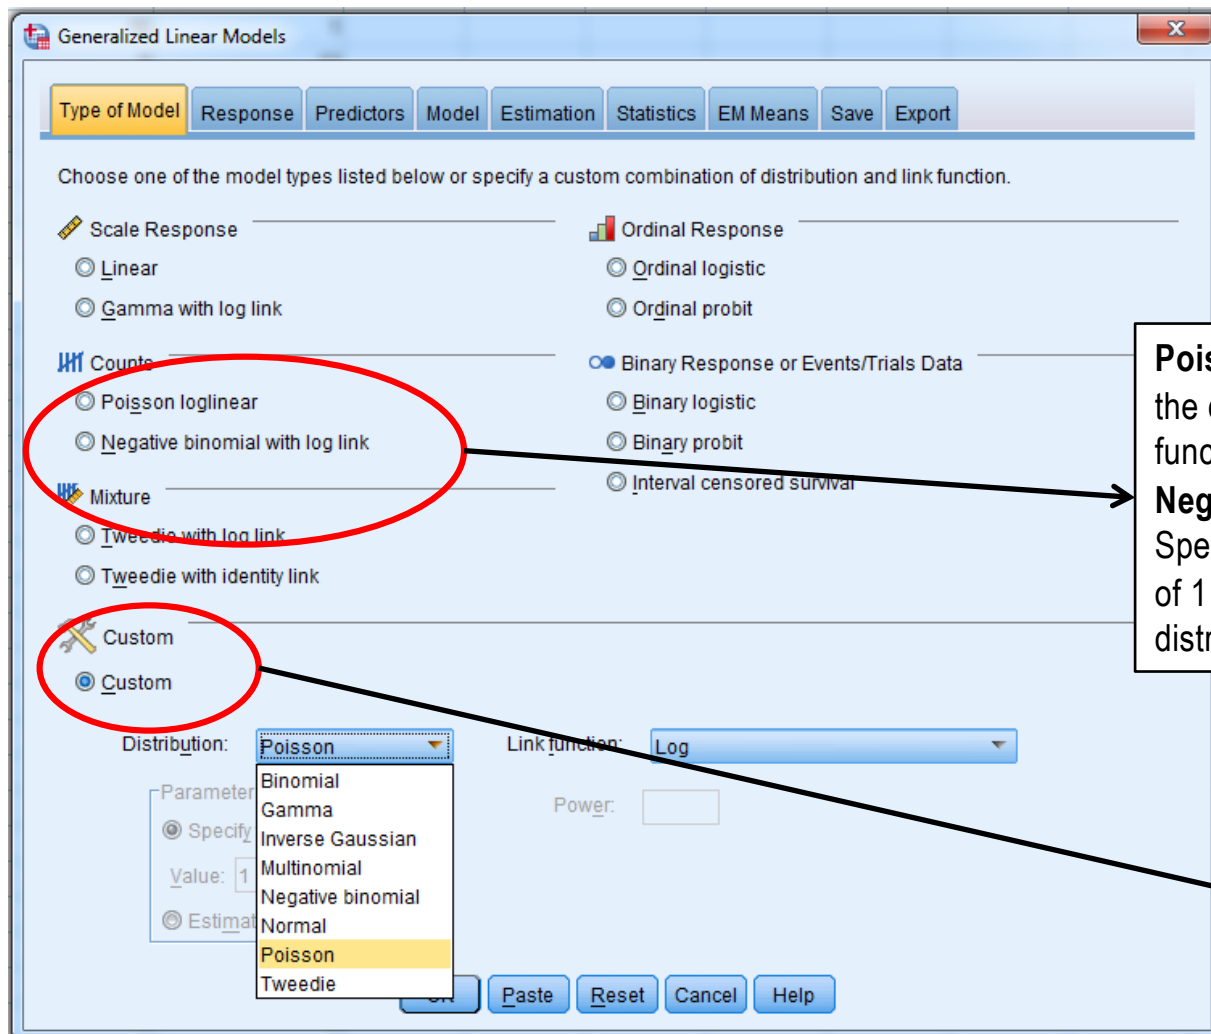 Generalized Linear Models
x
Type of Model Response Predictors Model Estimation Statistics EM Means Save Export
Choose one of the model types listed below or specify a custom combination of distribution and link function.
Scale Response
Linear
Gamma with log link
Ordinal Response
Ordinal logistic
Ordinal probit
Counts
Poisson loglinear
Negative binomial with log link
Binary Response or Events/Trials Data
Binary logistic
Binary probit
Interval censored survival
Mixture
Tweedie with log link
Tweedie with identity link
Custom
Custom
Distribution: Poisson
Link function: Log
Parameter
Specify
Value: 1
Power:
Binomial
Gamma
Inverse Gaussian
Multinomial
Negative binomial
Normal
Poisson
Tweedie
Paste Reset Cancel Help
the
of 1